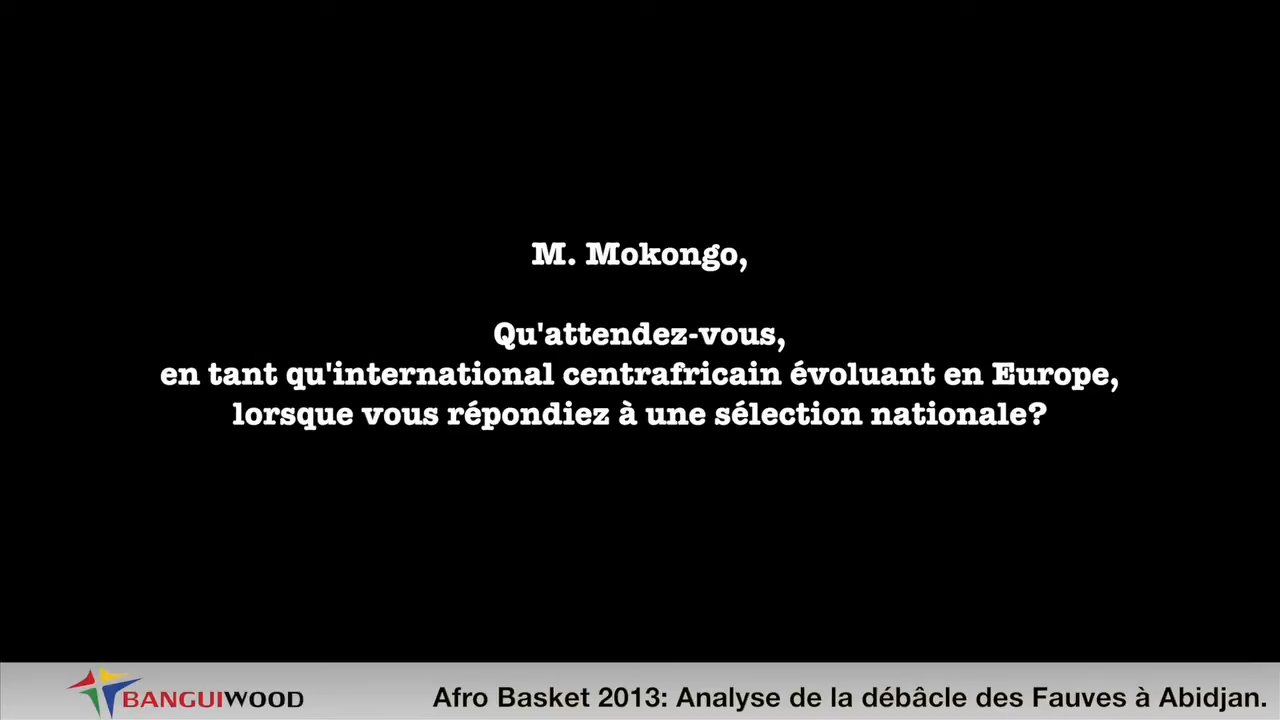 M. Mokongo,
Qu'attendez-vous,
en tant qu'international centrafricain évoluant en Europe,
lorsque vous répondiez à une sélection nationale?
BANGUIWOOD
Afro Basket 2013: Analyse de la débâcle des Fauves à Abidjan.